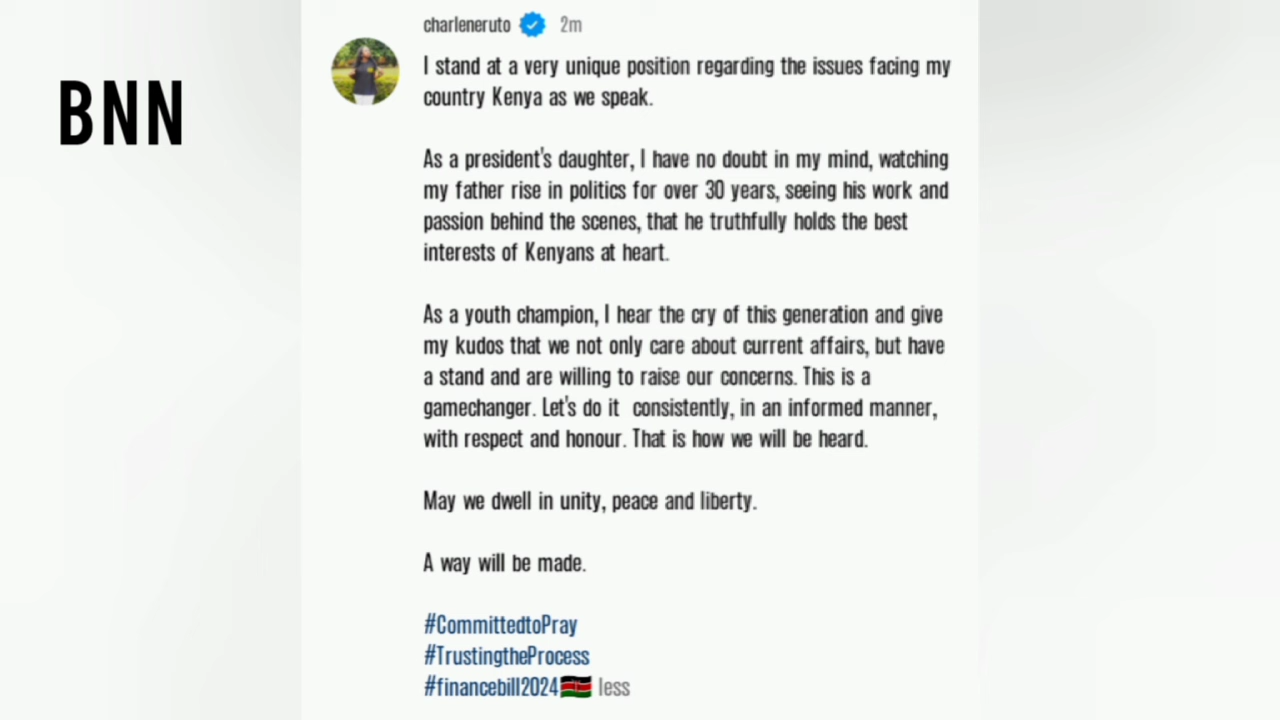 BNN
charleneruto 2m
I stand at a very unique position regarding the issues facing my
country Kenya as we speak.
As a president's daughter, I have no doubt in my mind, watching
my father rise in politics for over 30 years, seeing his work and
passion behind the scenes, that he truthfully holds the best
interests of Kenyans at heart.
As a youth champion, I hear the cry of this generation and give
my kudos that we not only care about current affairs, but have
a stand and are willing to raise our concerns. This is a
gamechanger. Let's do it consistently, in an informed manner,
with respect and honour. That is how we will be heard.
May we dwell in unity, peace and liberty.
A way will be made.
#CommittedtoPray
#TrustingtheProcess
#financebill2024🇰🇪 less